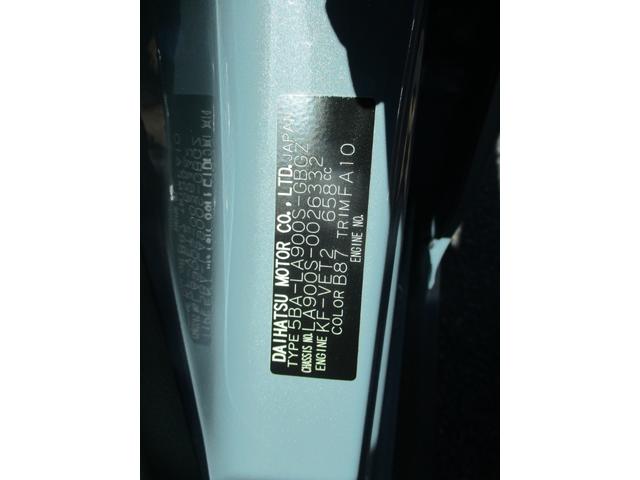 DAIHATSU MOTOR CO., LTD. JAPAN
TYPE 5BA-LA900S-GBGZ
CHASSIS NO. LA900S-0026332
ENGINE KF-VET2 658cc
COLOR B87 TRIM FA10
ENGINE NO.